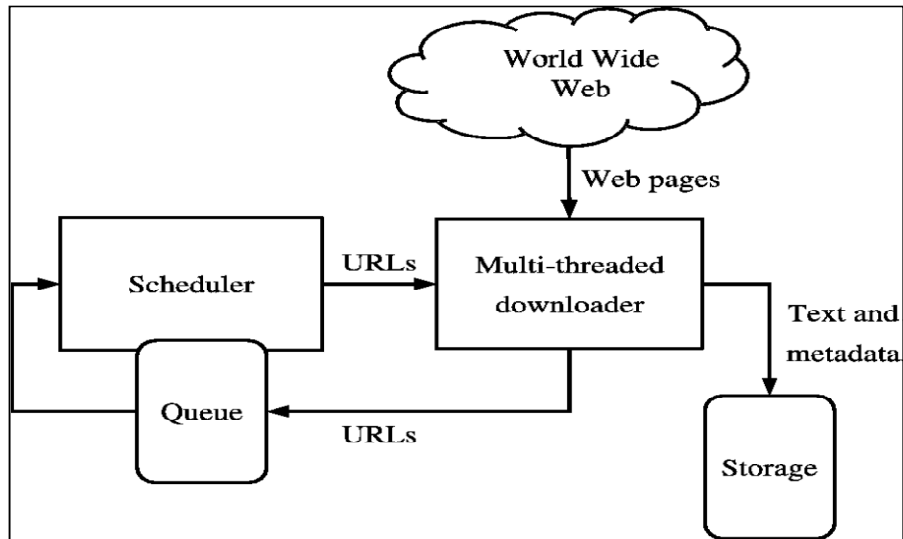 World Wide
Web
Web pages
URLs
Scheduler
Multi-threaded
downloader
Text and
metadata
Queue
URLs
Storage